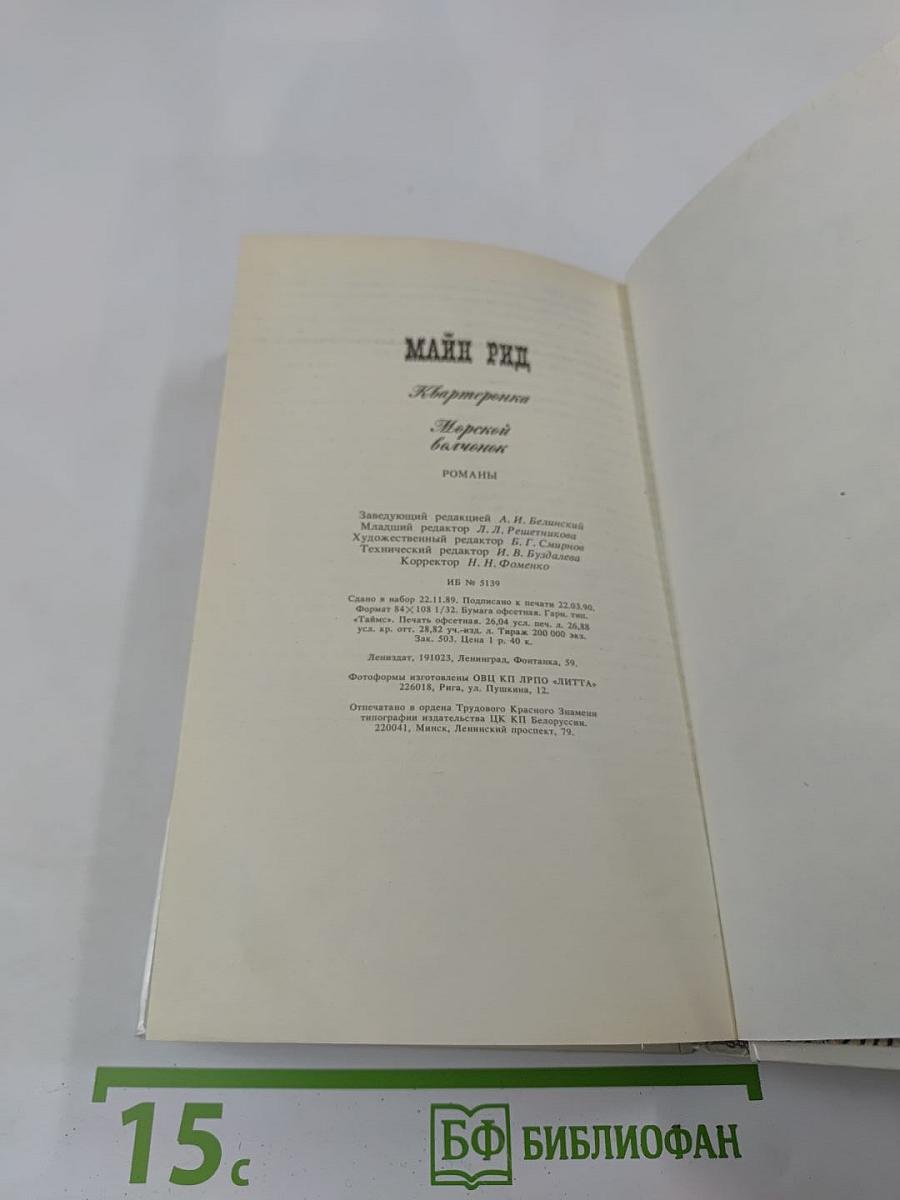 МАЙН РИД
Квартеронка
Морской
волчонок
РОМАНЫ
Заведующий редакцией А. И. Белинский
Младший редактор Л. Л. Решетникова
Художественный редактор Б. Г. Смирнов
Технический редактор И. В. Буздалева
Корректор Н. Н. Фоменко
ИБ № 5139
Сдано в набор 22.11.89. Подписано к печати 22.03.90.
Формат 84×108 1/32. Бумага офсетная. Гарн. тип.
«Таймс». Печать офсетная. 26,04 усл. печ. л. 26,88
усл. кр. отт. 28,82 уч.-изд. л. Тираж 200 000 экз.
Зак. 503. Цена 1 р. 40 к.
Лениздат, 191023, Ленинград, Фонтанка, 59.
Фотоформы изготовлены ОВЦ КП ЛРПО «ЛИТТА»
226018, Рига, ул. Пушкина, 12.
Отпечатано в ордена Трудового Красного Знамени
типографии издательства ЦК КП Белоруссии.
220041, Минск, Ленинский проспект, 79.
15 с
БФ БИБЛИОФАН